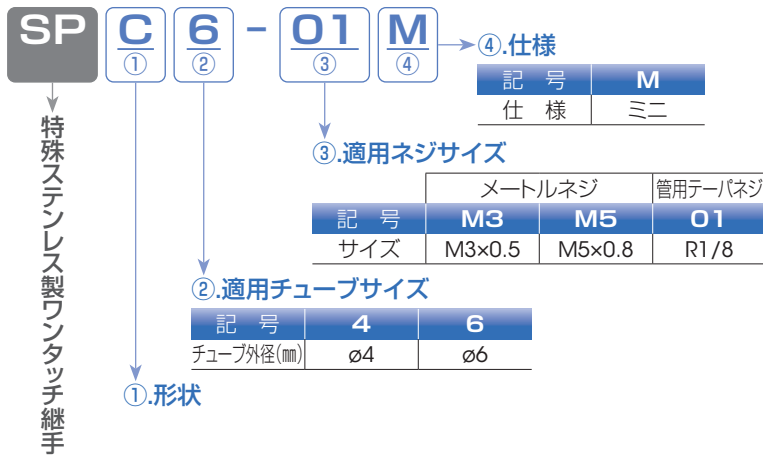 SP C 6 - 01 M
① ② ③ ④
④.仕様
記 号 M
仕 様 ミニ
③.適用ネジサイズ
メートルネジ 管用テーパネジ
記 号 M3 M5 01
サイズ M3×0.5 M5×0.8 R1/8
②.適用チューブサイズ
記 号 4 6
チューブ外径(㎜) ø4 ø6
①.形状
特殊ステンレス製ワンタッチ継手